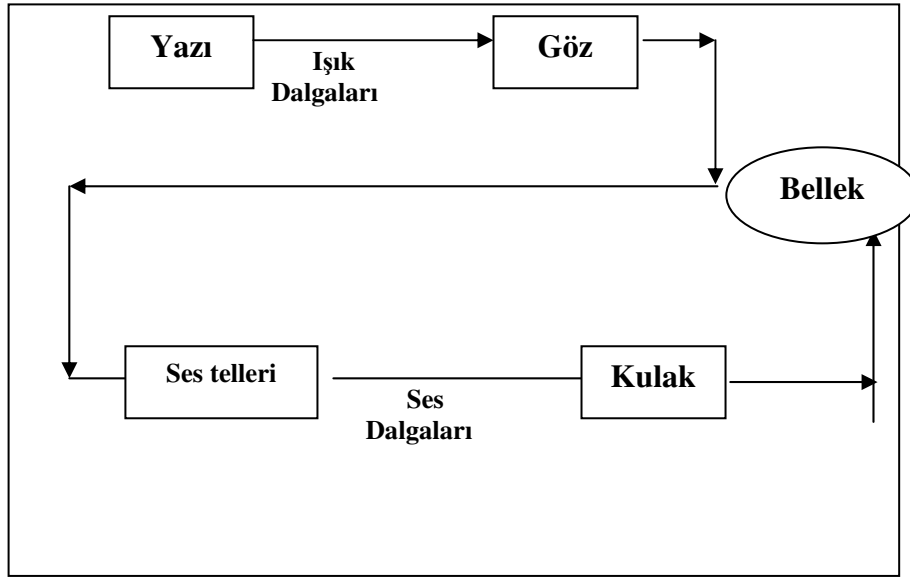 Yazı
Işık
Dalgaları
Göz
Bellek
Ses telleri
Ses
Dalgaları
Kulak